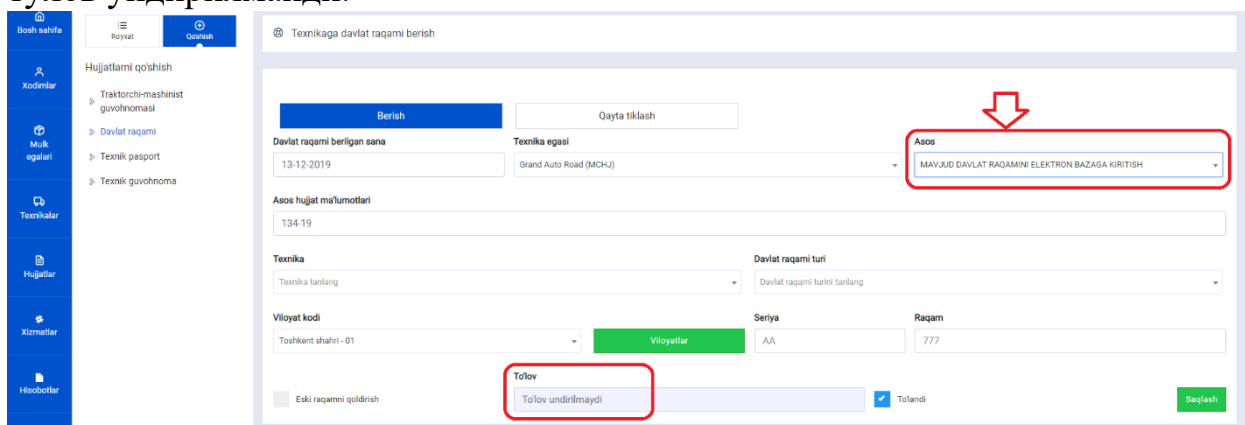 тўлов ундирилмайди.
Bosh sahifa
Xodimlar
Mulk
egalari
Texnikalar
Hujjatlar
Xizmatlar
Hisobotlar
Ro'yxat
Qo'shish
Hujjatlarni qo'shish
Traktorchi-mashinist
guvohnomasi
Davlat raqami
Texnik pasport
Texnik guvohnoma
Texnikaga davlat raqami berish
Berish Qayta tiklash
Davlat raqami berilgan sana Texnika egasi Asos
13-12-2019 Grand Auto Road (MCHJ) MAVJUD DAVLAT RAQAMINI ELEKTRON BAZAGA KIRITISH
Asos hujjat ma'lumotlari
134-19
Texnika Davlat raqami turi
Texnika tanlang Davlat raqami turini tanlang
Viloyat kodi Seriya Raqam
Toshkent shahri - 01 Viloyatlar AA 777
To'lov
Eski raqamni qoldirish To'lov undirilmaydi To'landi Saqlash